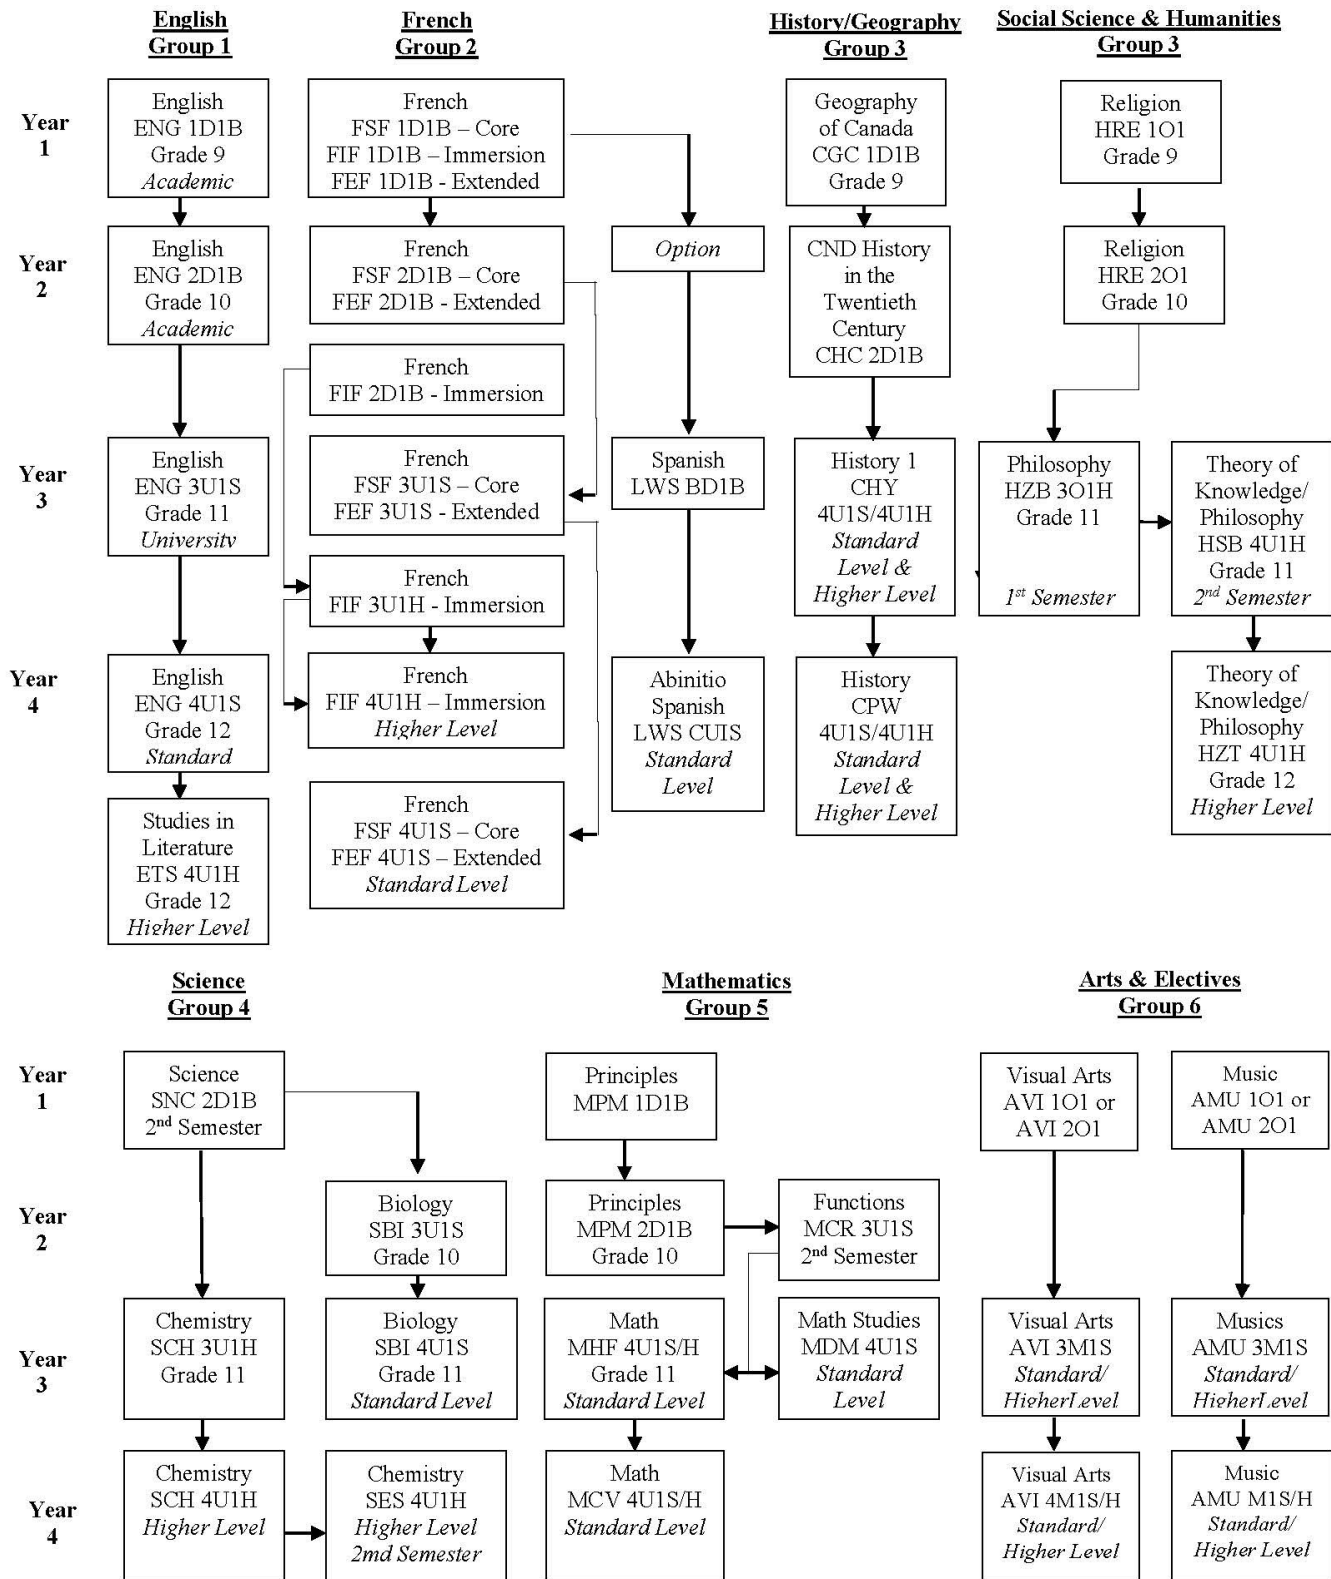 English
Group 1
French
Group 2
History/Geography
Group 3
Social Science & Humanities
Group 3
Year
1
English
ENG 1D1B
Grade 9
Academic
French
FSF 1D1B – Core
FIF 1D1B – Immersion
FEF 1D1B - Extended
Geography
of Canada
CGC 1D1B
Grade 9
Religion
HRE 1O1
Grade 9
Year
2
English
ENG 2D1B
Grade 10
Academic
French
FSF 2D1B – Core
FEF 2D1B - Extended
Option
CND History
in the
Twentieth
Century
CHC 2D1B
Religion
HRE 2O1
Grade 10
French
FIF 2D1B - Immersion
Year
3
English
ENG 3U1S
Grade 11
University
French
FSF 3U1S – Core
FEF 3U1S - Extended
Spanish
LWS BD1B
History 1
CHY
4U1S/4U1H
Standard
Level &
Higher Level
Philosophy
HZB 3O1H
Grade 11
1st Semester
Theory of
Knowledge/
Philosophy
HSB 4U1H
Grade 11
2nd Semester
French
FIF 3U1H - Immersion
Year
4
English
ENG 4U1S
Grade 12
Standard
French
FIF 4U1H – Immersion
Higher Level
Abinitio
Spanish
LWS CUIS
Standard
Level
History
CPW
4U1S/4U1H
Standard
Level &
Higher Level
Theory of
Knowledge/
Philosophy
HZT 4U1H
Grade 12
Higher Level
Studies in
Literature
ETS 4U1H
Grade 12
Higher Level
French
FSF 4U1S – Core
FEF 4U1S – Extended
Standard Level
Science
Group 4
Mathematics
Group 5
Arts & Electives
Group 6
Year
1
Science
SNC 2D1B
2nd Semester
Principles
MPM 1D1B
Visual Arts
AVI 1O1 or
AVI 2O1
Music
AMU 1O1 or
AMU 2O1
Year
2
Biology
SBI 3U1S
Grade 10
Principles
MPM 2D1B
Grade 10
Functions
MCR 3U1S
2nd Semester
Year
3
Chemistry
SCH 3U1H
Grade 11
Biology
SBI 4U1S
Grade 11
Standard Level
Math
MHF 4U1S/H
Grade 11
Standard Level
Math Studies
MDM 4U1S
Standard
Level
Visual Arts
AVI 3M1S
Standard/
HigherLevel
Musics
AMU 3M1S
Standard/
HigherLevel
Year
4
Chemistry
SCH 4U1H
Higher Level
Chemistry
SES 4U1H
Higher Level
2md Semester
Math
MCV 4U1S/H
Standard Level
Visual Arts
AVI 4M1S/H
Standard/
Higher Level
Music
AMU M1S/H
Standard/
Higher Level